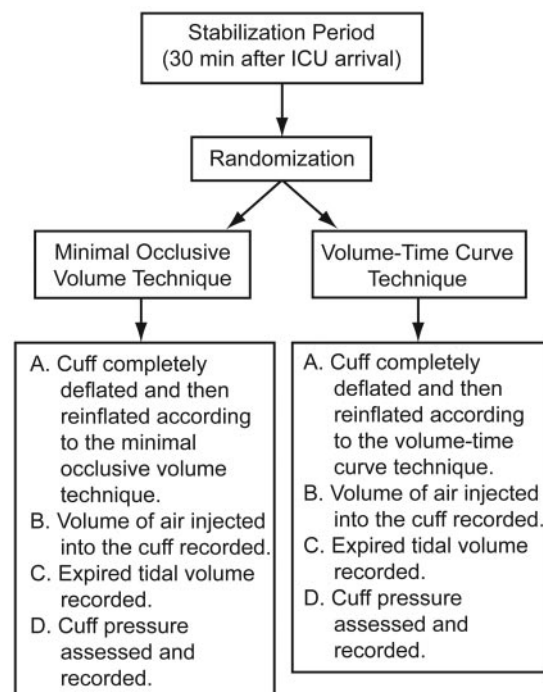 Stabilization Period
(30 min after ICU arrival)
Randomization
Minimal Occlusive
Volume Technique
Volume-Time Curve
Technique
A. Cuff completely
deflated and then
reinflated according
to the minimal
occlusive volume
technique.
B. Volume of air injected
into the cuff recorded.
C. Expired tidal volume
recorded.
D. Cuff pressure
assessed and
recorded.
A. Cuff completely
deflated and then
reinflated according
to the volume-time
curve technique.
B. Volume of air injected
into the cuff recorded.
C. Expired tidal volume
recorded.
D. Cuff pressure
assessed and
recorded.